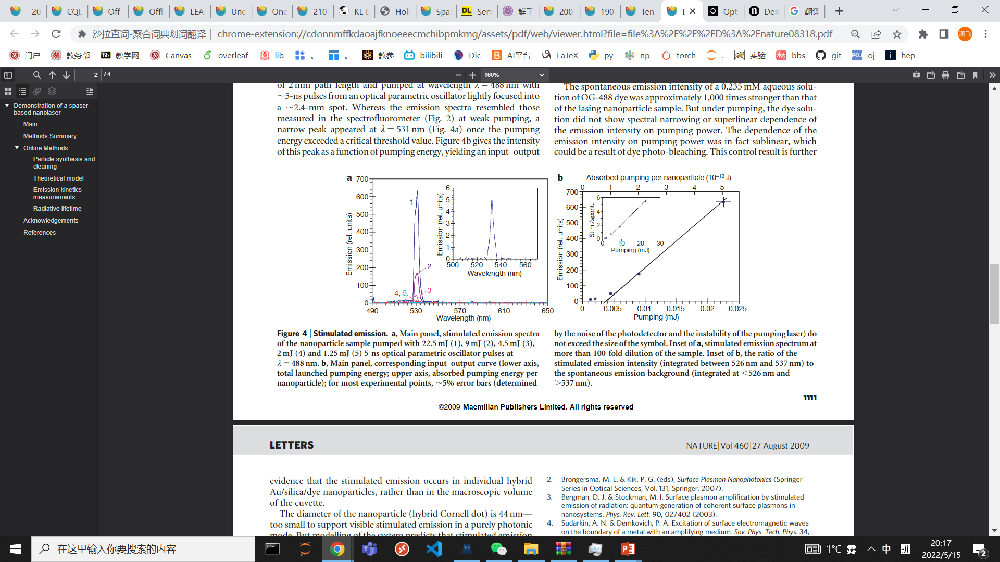 - 20
CQL
Off-
Offli
LEA
Unc
One
210
KL D
Hol
Spa
DL Sem
鲜于
200
190
Ten
Opt
n Den
G 翻译
沙拉查词-聚合词典划词翻译 | chrome-extension://cdonnmffkdaoajfknoeeecmchibpmkmg/assets/pdf/web/viewer.html?file=file%3A%2F%2F%2FD%3A%2Fnature08318.pdf
潇飞
门户
教务部
Bb 教学网
Canvas
overleaf
lib
。
。
教参
bilibili
Dic
B AI平台
LaTeX
py
np
torch
.
实验
bbs
git
POJ oj
i hep
2 / 4
160%
Demonstration of a spaser-
based nanolaser
Main
Methods Summary
Online Methods
Particle synthesis and
cleaning
Theoretical model
Emission kinetics
measurements
Radiative lifetime
Acknowledgements
References
of 2 mm path length and pumped at wavelength λ = 488 nm with
~5-ns pulses from an optical parametric oscillator lightly focused into
a ~2.4-mm spot. Whereas the emission spectra resembled those
measured in the spectrofluorometer (Fig. 2) at weak pumping, a
narrow peak appeared at λ = 531 nm (Fig. 4a) once the pumping
energy exceeded a critical threshold value. Figure 4b gives the intensity
of this peak as a function of pumping energy, yielding an input–output
The spontaneous emission intensity of a 0.235 mM aqueous solu-
tion of OG-488 dye was approximately 1,000 times stronger than that
of the lasing nanoparticle sample. But under pumping, the dye solu-
tion did not show spectral narrowing or superlinear dependence of
the emission intensity on pumping power. The dependence of the
emission intensity on pumping power was in fact sublinear, which
could be a result of dye photo-bleaching. This control result is further
a
700
600
500
400
300
200
100
0
Emission (rel. units)
490 530 570 610 650
Wavelength (nm)
1
2
3
4, 5
6
5
4
3
2
1
0
Emission (rel. units)
500 520 540 560
Wavelength (nm)
b
Absorbed pumping per nanoparticle (10⁻¹³ J)
0 1 2 3 4 5
700
600
500
400
300
200
100
0
Emission (rel. units)
0 0.005 0.01 0.015 0.02 0.025
Pumping (mJ)
6
4
2
0
Stim./spont.
0 10 20 30
Pumping (mJ)
Figure 4 | Stimulated emission. a, Main panel, stimulated emission spectra
of the nanoparticle sample pumped with 22.5 mJ (1), 9 mJ (2), 4.5 mJ (3),
2 mJ (4) and 1.25 mJ (5) 5-ns optical parametric oscillator pulses at
λ = 488 nm. b, Main panel, corresponding input–output curve (lower axis,
total launched pumping energy; upper axis, absorbed pumping energy per
nanoparticle); for most experimental points, ~5% error bars (determined
by the noise of the photodetector and the instability of the pumping laser) do
not exceed the size of the symbol. Inset of a, stimulated emission spectrum at
more than 100-fold dilution of the sample. Inset of b, the ratio of the
stimulated emission intensity (integrated between 526 nm and 537 nm) to
the spontaneous emission background (integrated at <526 nm and
>537 nm).
1111
©2009 Macmillan Publishers Limited. All rights reserved
LETTERS
NATURE|Vol 460|27 August 2009
evidence that the stimulated emission occurs in individual hybrid
Au/silica/dye nanoparticles, rather than in the macroscopic volume
of the cuvette.
The diameter of the nanoparticle (hybrid Cornell dot) is 44 nm—
too small to support visible stimulated emission in a purely photonic
mode. But modelling of the system predicts that stimulated emission
2. Brongersma, M. L. & Kik, P. G. (eds), Surface Plasmon Nanophotonics (Springer
Series in Optical Sciences, Vol. 131, Springer, 2007).
3. Bergman, D. J. & Stockman, M. I. Surface plasmon amplification by stimulated
emission of radiation: quantum generation of coherent surface plasmons in
nanosystems. Phys. Rev. Lett. 90, 027402 (2003).
4. Sudarkin, A. N. & Demkovich, P. A. Excitation of surface electromagnetic waves
on the boundary of a metal with an amplifying medium. Sov. Phys. Tech. Phys. 34,
在这里输入你要搜索的内容
1°C 雾
中
拼
20:17
2022/5/15
2